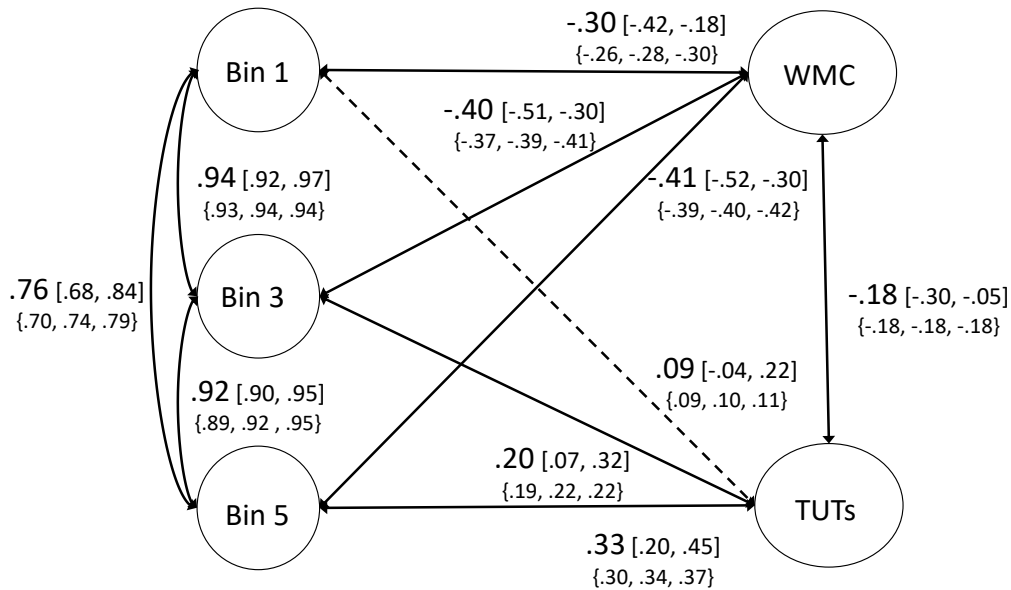 -.30 [-.42, -.18]
{-.26, -.28, -.30}
Bin 1
WMC
-.40 [-.51, -.30]
{-.37, -.39, -.41}
.94 [.92, .97]
{.93, .94, .94}
-.41 [-.52, -.30]
{-.39, -.40, -.42}
.76 [.68, .84]
{.70, .74, .79}
Bin 3
-.18 [-.30, -.05]
{-.18, -.18, -.18}
.92 [.90, .95]
{.89, .92 , .95}
.09 [-.04, .22]
{.09, .10, .11}
.20 [.07, .32]
{.19, .22, .22}
Bin 5
TUTs
.33 [.20, .45]
{.30, .34, .37}